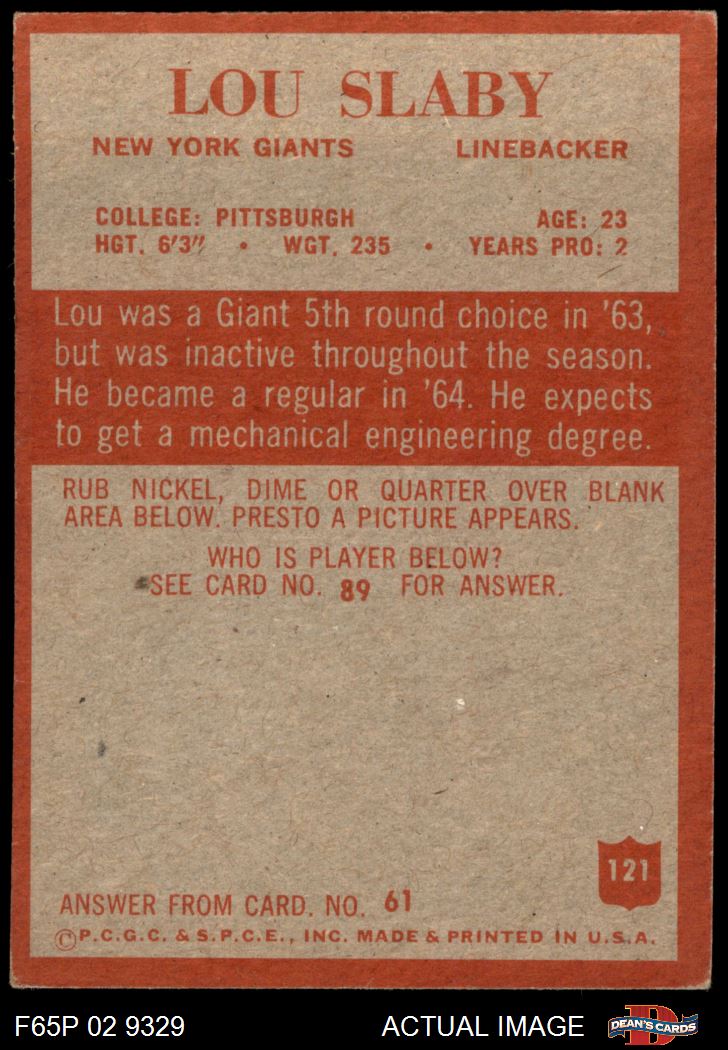 LOU SLABY
NEW YORK GIANTS LINEBACKER
COLLEGE: PITTSBURGH AGE: 23
HGT. 6'3" • WGT. 235 • YEARS PRO: 2
Lou was a Giant 5th round choice in '63,
but was inactive throughout the season.
He became a regular in '64. He expects
to get a mechanical engineering degree.
RUB NICKEL, DIME OR QUARTER OVER BLANK
AREA BELOW. PRESTO A PICTURE APPEARS.
WHO IS PLAYER BELOW?
SEE CARD NO. 89 FOR ANSWER.
121
ANSWER FROM CARD. NO. 61
©P.C.G.C. & S.P.C.E., INC. MADE & PRINTED IN U.S.A.
F65P 02 9329 ACTUAL IMAGE D DEAN'S CARDS